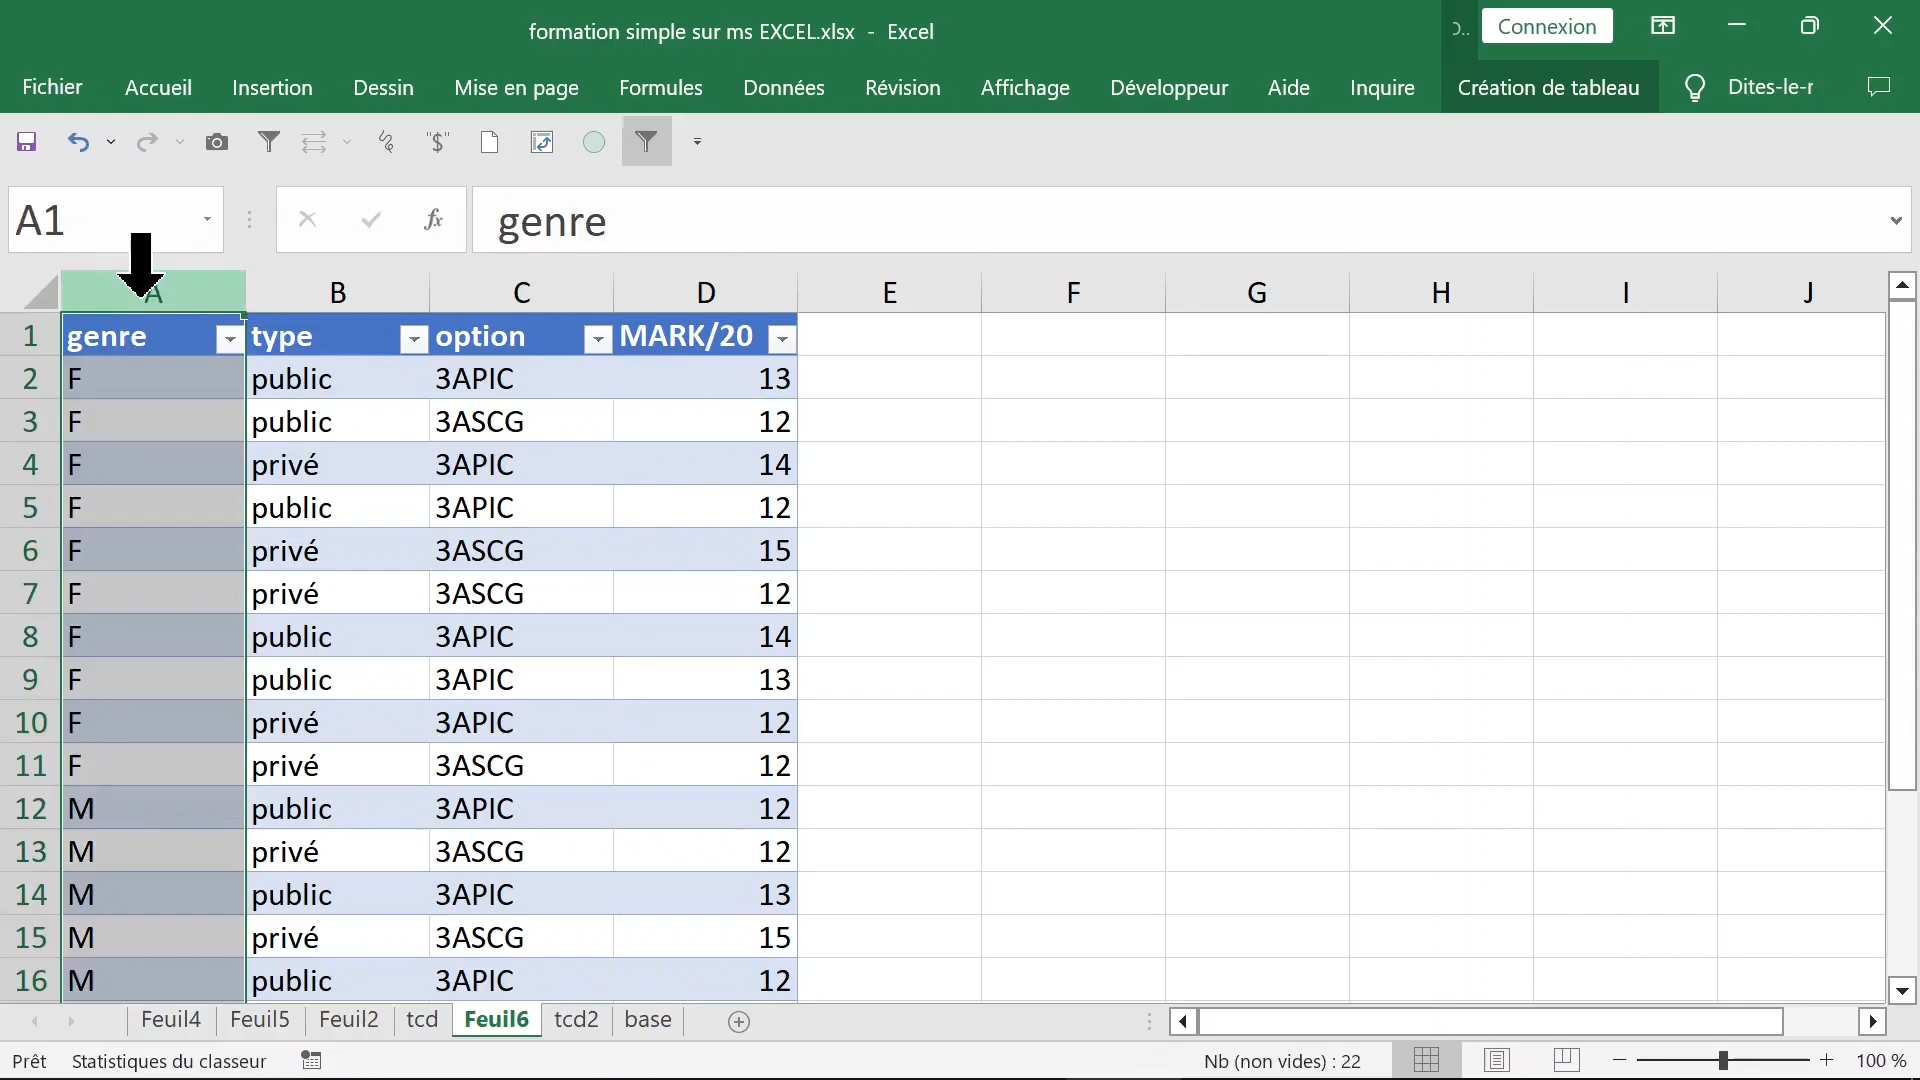 formation simple sur ms EXCEL.xlsx - Excel
Connexion
Fichier Accueil Insertion Dessin Mise en page Formules Données Révision Affichage Développeur Aide Inquire Création de tableau Dites-le-r
"$"
A1 fx genre
A B C D E F G H I J
1 genre type option MARK/20
2 F public 3APIC 13
3 F public 3ASCG 12
4 F privé 3APIC 14
5 F public 3APIC 12
6 F privé 3ASCG 15
7 F privé 3ASCG 12
8 F public 3APIC 14
9 F public 3APIC 13
10 F privé 3APIC 12
11 F privé 3ASCG 12
12 M public 3APIC 12
13 M privé 3ASCG 12
14 M public 3APIC 13
15 M privé 3ASCG 15
16 M public 3APIC 12
Feuil4 Feuil5 Feuil2 tcd Feuil6 tcd2 base
Prêt Statistiques du classeur Nb (non vides) : 22 100 %